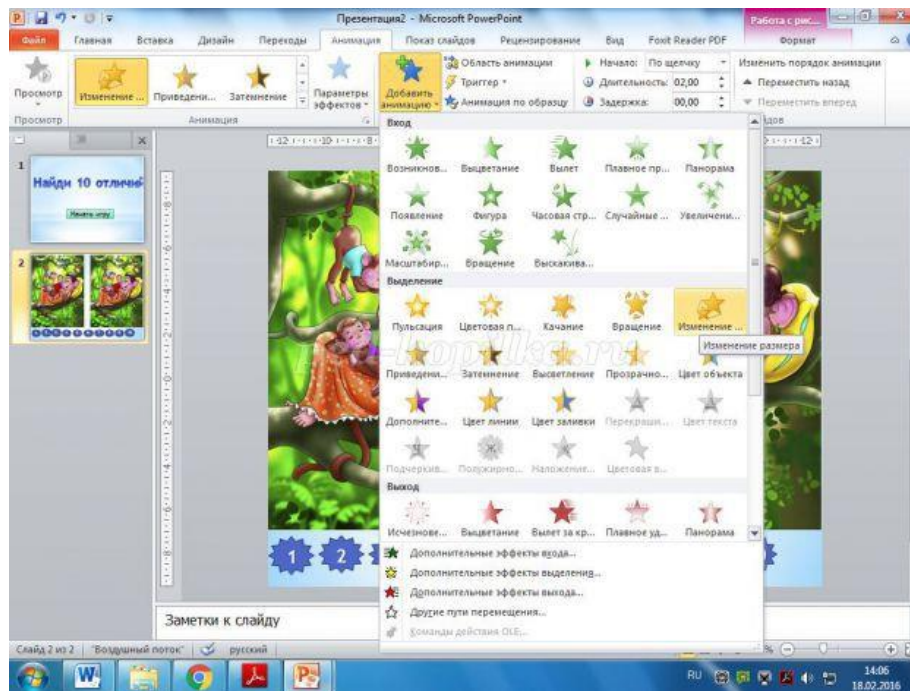 Презентация2 - Microsoft PowerPoint
Работа с рис...
Файл Главная Вставка Дизайн Переходы Анимация Показ слайдов Рецензирование Вид Foxit Reader PDF Формат
Просмотр
Изменение ... Приведени... Затемнение
Параметры эффектов
Добавить анимацию
Область анимации
Триггер
Анимация по образцу
Начало: По щелчку
Длительность: 02,00
Задержка: 00,00
Изменить порядок анимации
Переместить назад
Переместить вперед
Просмотр Анимация
1
Найди 10 отличий
Начать игру
2
Вход
Возникнов... Выцветание Вылет Плавное пр... Панорама
Появление Фигура Часовая стр... Случайные ... Увеличени...
Масштабир... Вращение Выскакива...
Выделение
Пульсация Цветовая п... Качание Вращение Изменение ...
Изменение размера
Приведени... Затемнение Высветление Прозрачно... Цвет объекта
Дополните... Цвет линии Цвет заливки Перекраши... Цвет текста
Подчеркив... Полужирно... Наложение... Цветовая в...
Выход
Исчезнове... Выцветание Вылет за кр... Плавное уд... Панорама
Дополнительные эффекты входа...
Дополнительные эффекты выделения...
Дополнительные эффекты выхода...
Другие пути перемещения...
Команды действия OLE...
1 2
Заметки к слайду
Слайд 2 из 2 "Воздушный поток" русский
RU
14:06
18.02.2016